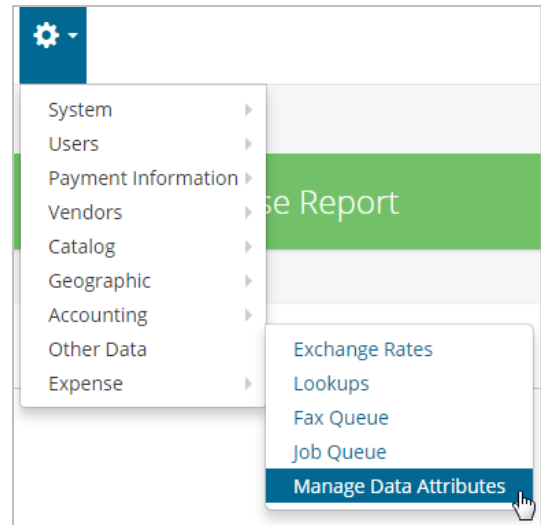 System
Users
Payment Information
Vendors
se Report
Catalog
Geographic
Accounting
Other Data
Expense
Exchange Rates
Lookups
Fax Queue
Job Queue
Manage Data Attributes